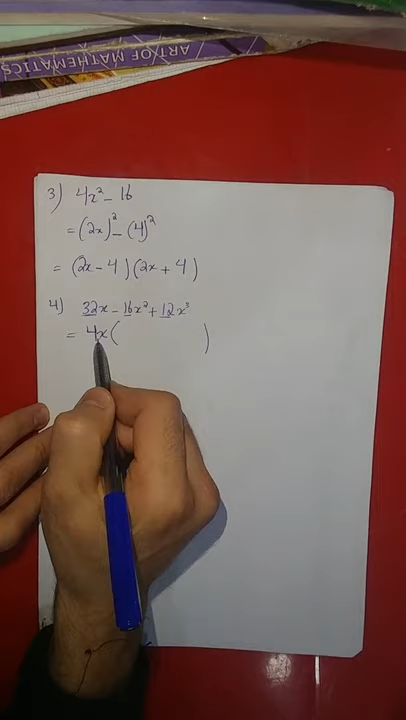 ART OF MATHEMATICS
3) 4x² - 16
= (2x)² - (4)²
= (2x - 4)(2x + 4)
4) 32x - 16x² + 12x³
= 4x(          )